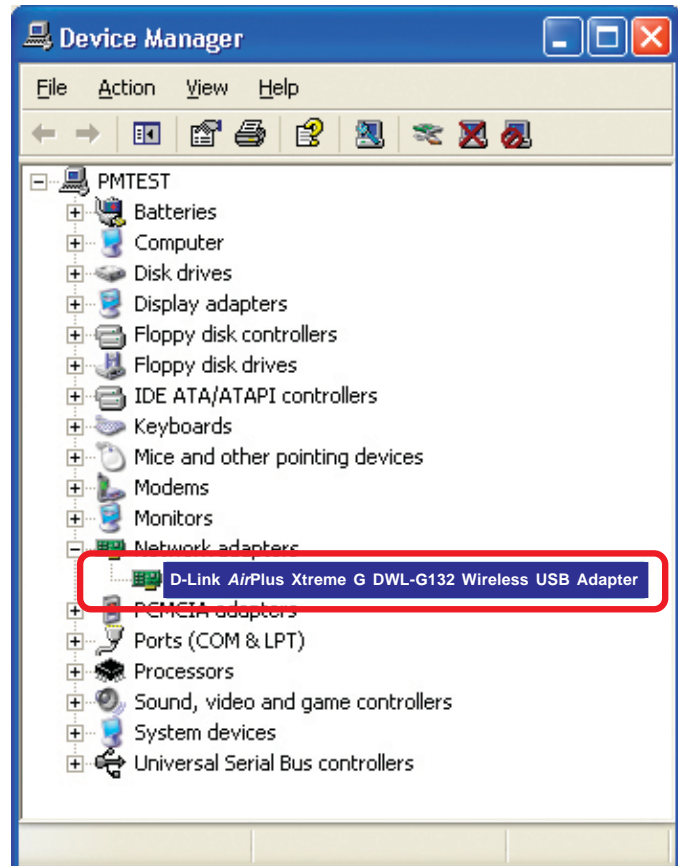 Device Manager
File Action View Help
PMTEST
Batteries
Computer
Disk drives
Display adapters
Floppy disk controllers
Floppy disk drives
IDE ATA/ATAPI controllers
Keyboards
Mice and other pointing devices
Modems
Monitors
Network adapters
D-Link AirPlus Xtreme G DWL-G132 Wireless USB Adapter
PCMCIA adapters
Ports (COM & LPT)
Processors
Sound, video and game controllers
System devices
Universal Serial Bus controllers